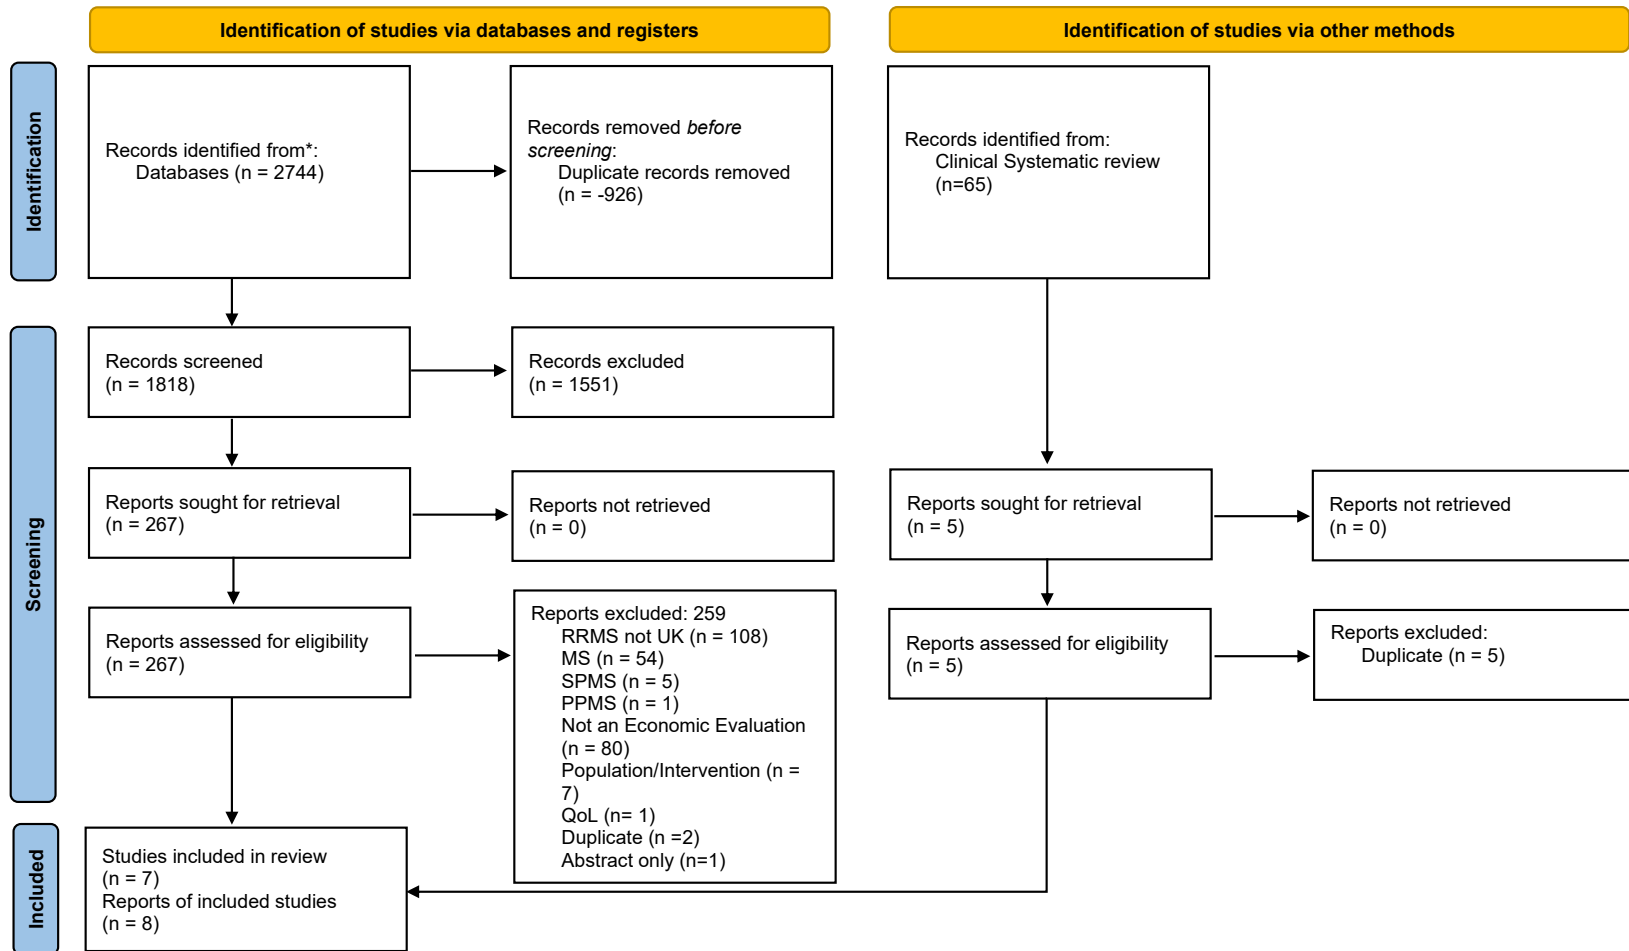 Identification of studies via databases and registers
Identification of studies via other methods
Identification
Records identified from*:
Databases (n = 2744)
Records removed before
screening:
Duplicate records removed
(n = -926)
Records identified from:
Clinical Systematic review
(n=65)
Screening
Records screened
(n = 1818)
Records excluded
(n = 1551)
Reports sought for retrieval
(n = 267)
Reports not retrieved
(n = 0)
Reports sought for retrieval
(n = 5)
Reports not retrieved
(n = 0)
Reports assessed for eligibility
(n = 267)
Reports excluded: 259
RRMS not UK (n = 108)
MS (n = 54)
SPMS (n = 5)
PPMS (n = 1)
Not an Economic Evaluation
(n = 80)
Population/Intervention (n =
7)
QoL (n= 1)
Duplicate (n =2)
Abstract only (n=1)
Reports assessed for eligibility
(n = 5)
Reports excluded:
Duplicate (n = 5)
Included
Studies included in review
(n = 7)
Reports of included studies
(n = 8)